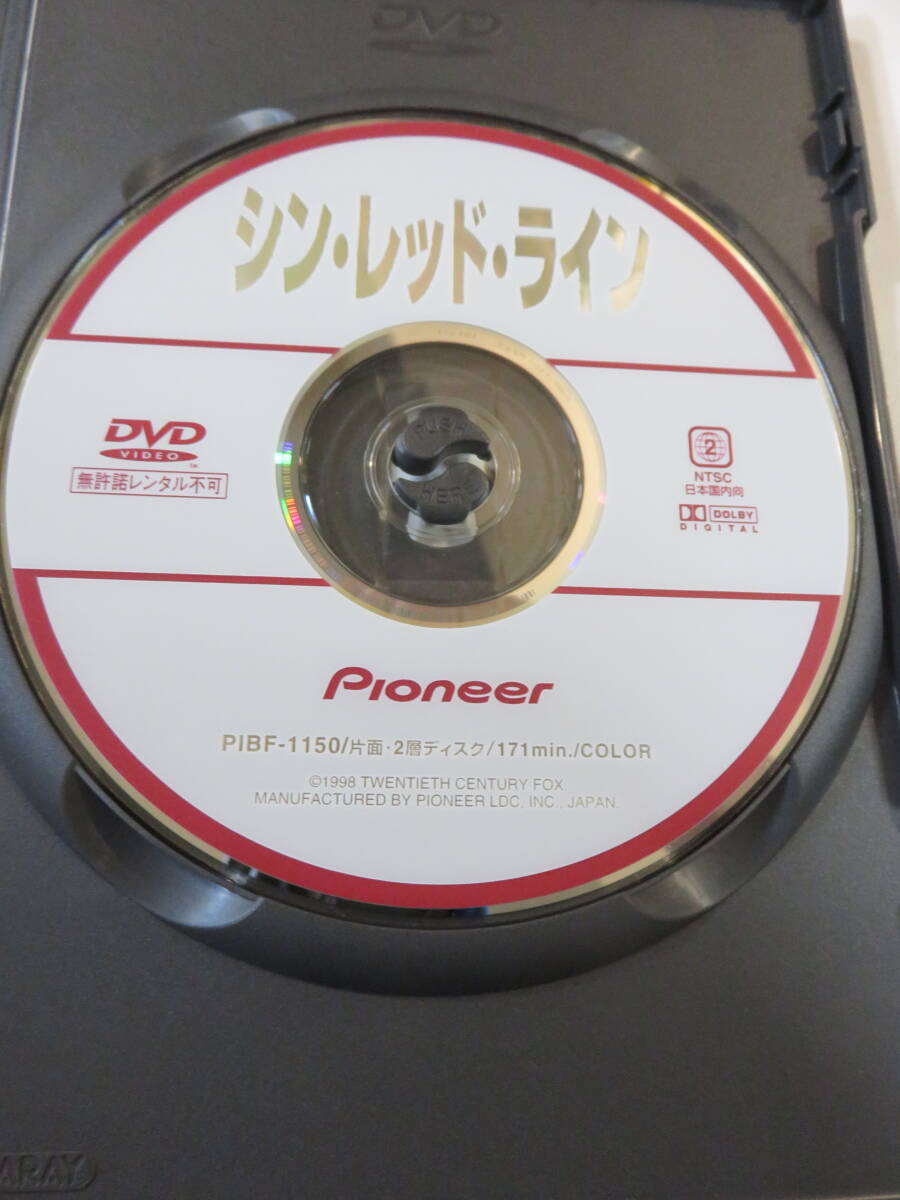 DVD
シン・レッド・ライン
DVD
VIDEO
TM
無許諾レンタル不可
PUSH
HERE
2
NTSC
日本国内向
DOLBY
DIGITAL
Pioneer
PIBF-1150/片面・2層ディスク/171min./COLOR
©1998 TWENTIETH CENTURY FOX.
MANUFACTURED BY PIONEER LDC, INC., JAPAN.
ARAY